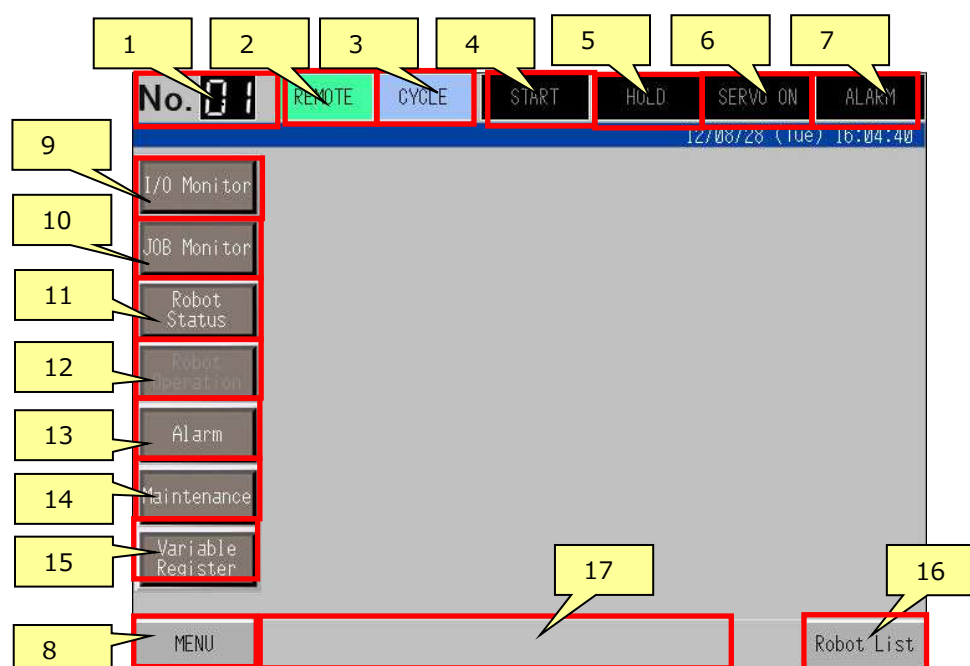 1 2 3 4 5 6 7
No. 01 REMOTE CYCLE START HOLD SERVO ON ALARM
12/08/28 (Tue) 16:04:40
9
I/O Monitor
10
JOB Monitor
11
Robot
Status
12
Robot
Operation
13
Alarm
14
Maintenance
15
Variable
Register
17
16
8
MENU
Robot List